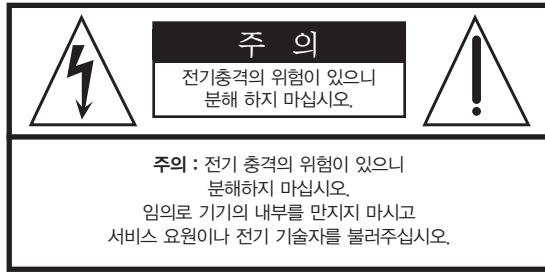 주 의
전기충격의 위험이 있으니
분해 하지 마십시오.
주의 : 전기 충격의 위험이 있으니
분해하지 마십시오.
임의로 기기의 내부를 만지지 마시고
서비스 요원이나 전기 기술자를 불러주십시오.